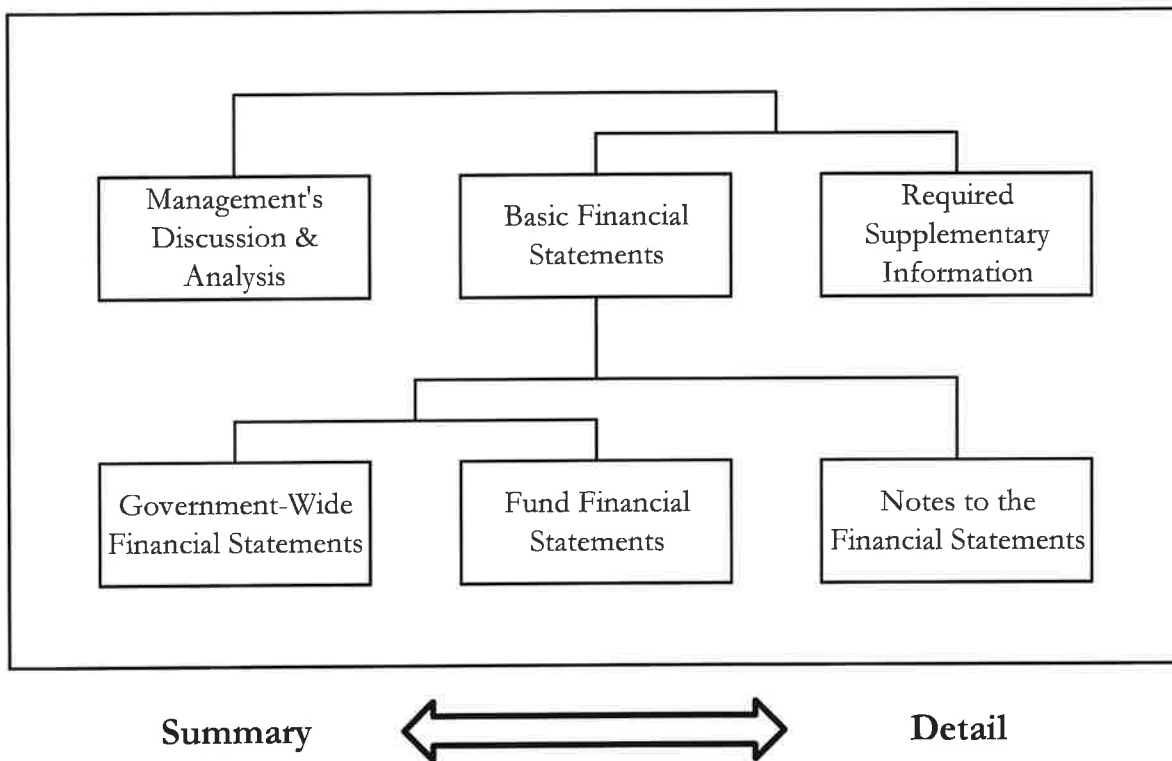 Management's
Discussion &
Analysis
Basic Financial
Statements
Required
Supplementary
Information
Government-Wide
Financial Statements
Fund Financial
Statements
Notes to the
Financial Statements
Summary
Detail